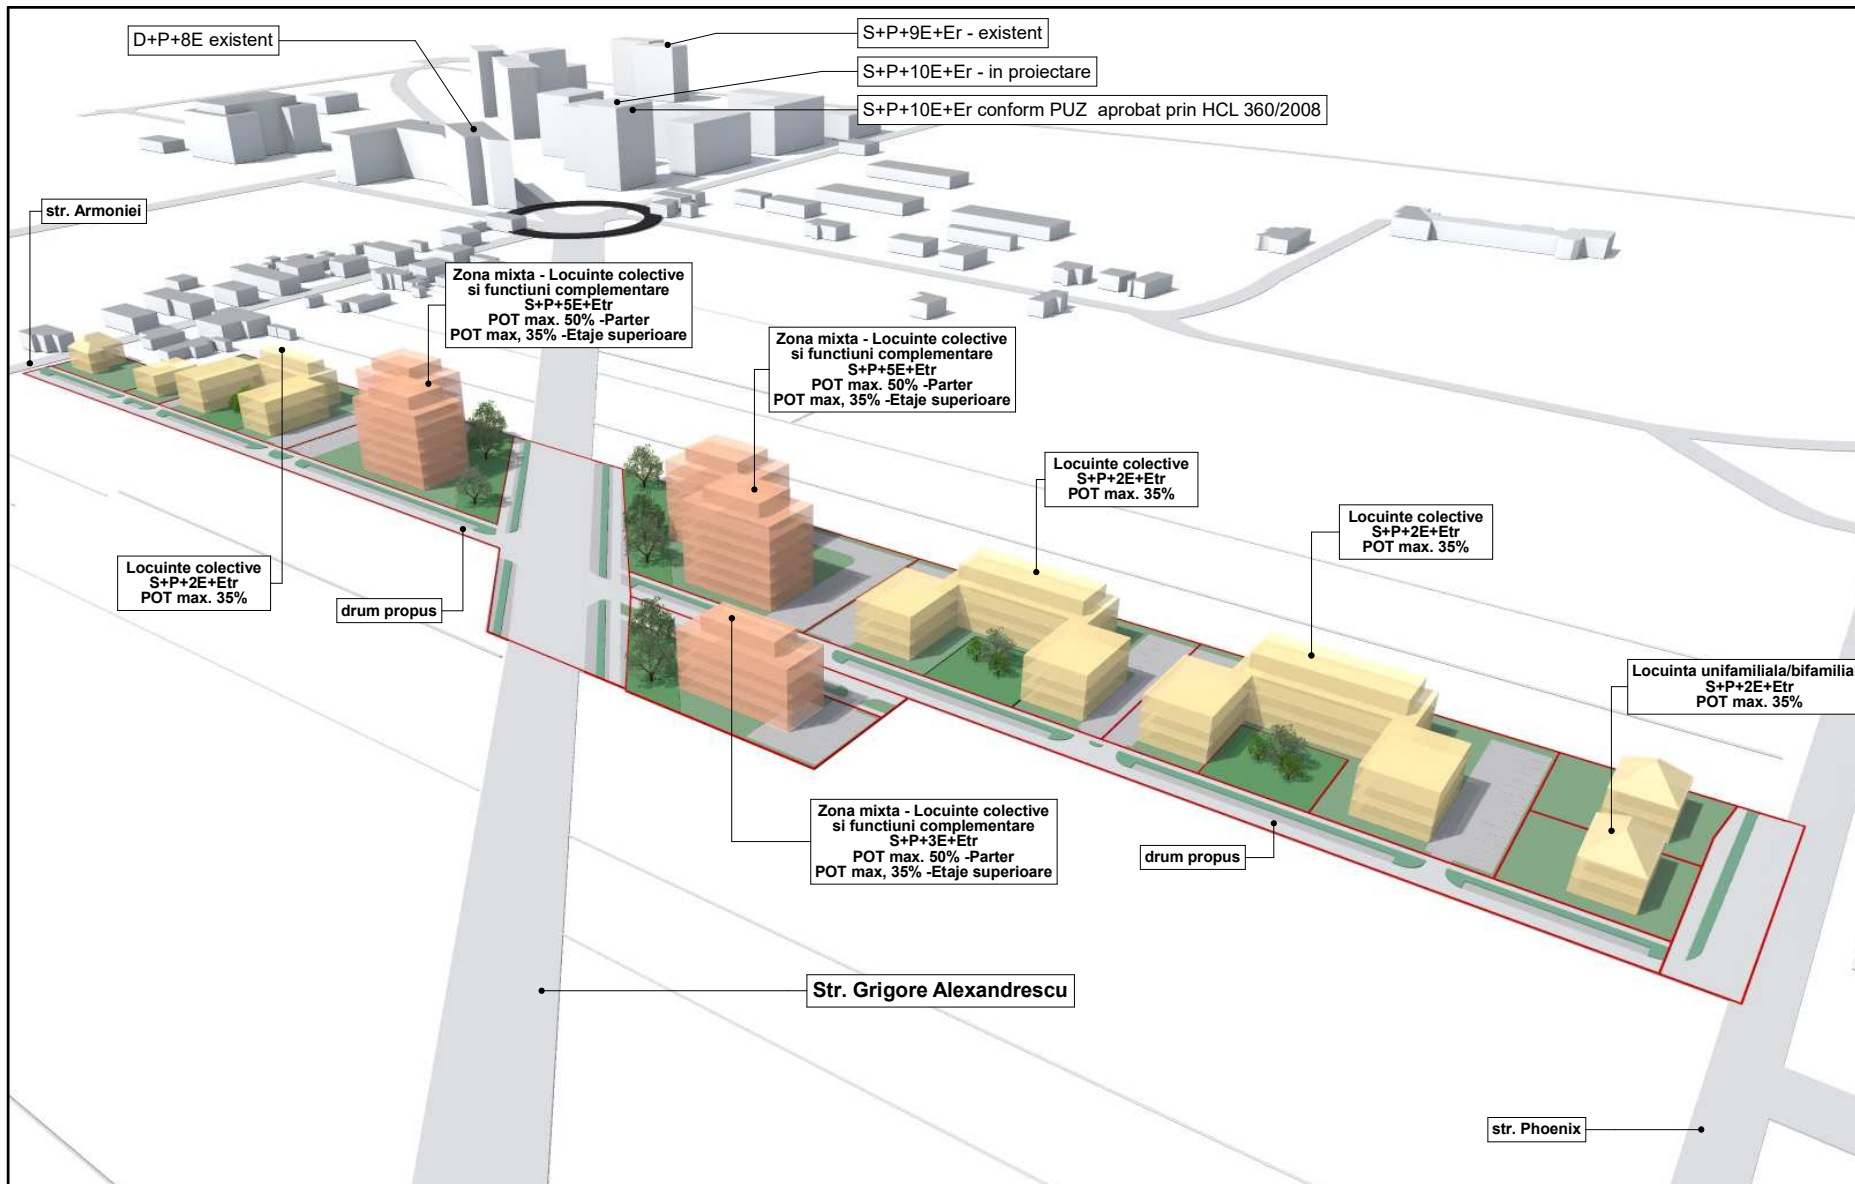 D+P+8E existent
S+P+9E+Er - existent
S+P+10E+Er - in proiectare
S+P+10E+Er conform PUZ aprobat prin HCL 360/2008
str. Armoniei
Zona mixta - Locuinte colective
si functiuni complementare
S+P+5E+Etr
POT max. 50% -Parter
POT max, 35% -Etaje superioare
Zona mixta - Locuinte colective
si functiuni complementare
S+P+5E+Etr
POT max. 50% -Parter
POT max, 35% -Etaje superioare
Locuinte colective
S+P+2E+Etr
POT max. 35%
Locuinte colective
S+P+2E+Etr
POT max. 35%
Locuinte colective
S+P+2E+Etr
POT max. 35%
drum propus
Locuinta unifamiliala/bifamilia
S+P+2E+Etr
POT max. 35%
Zona mixta - Locuinte colective
si functiuni complementare
S+P+3E+Etr
POT max. 50% -Parter
POT max, 35% -Etaje superioare
drum propus
Str. Grigore Alexandrescu
str. Phoenix